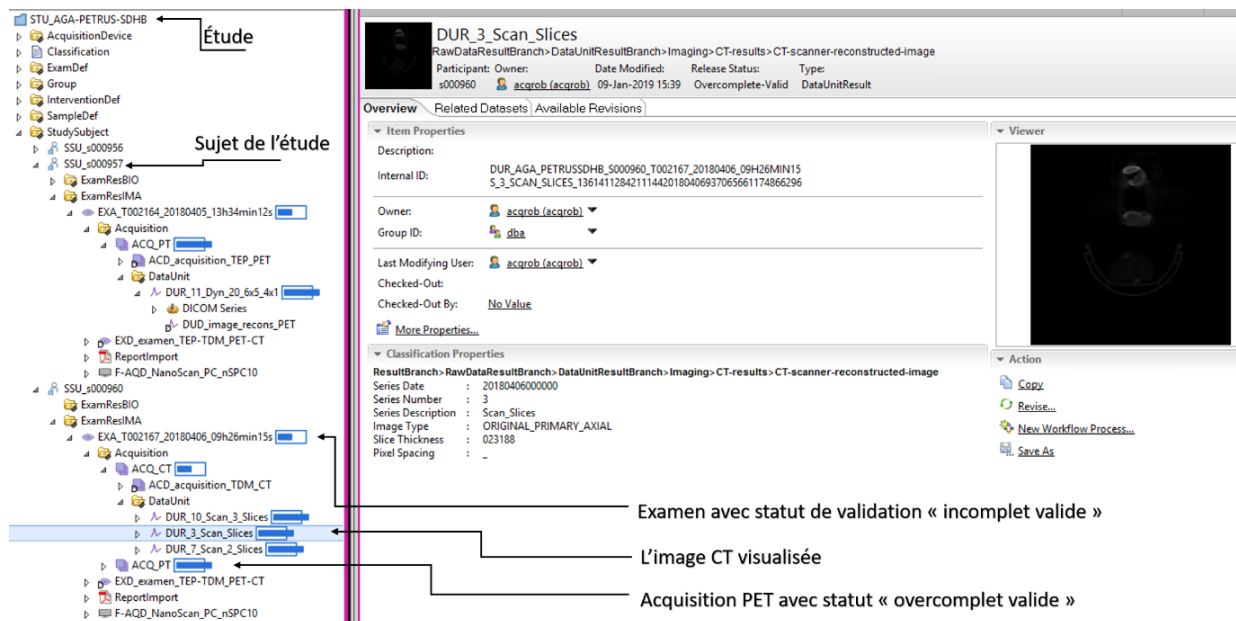 STU_AGA-PETRUS-SDHB
Étude
AcquisitionDevice
Classification
ExamDef
Group
InterventionDef
SampleDef
StudySubject
SSU_s000956
Sujet de l'étude
SSU_s000957
ExamResBIO
ExamResIMA
EXA_T002164_20180405_13h34min12s
Acquisition
ACQ_PT
ACD_acquisition_TEP_PET
DataUnit
DUR_11_Dyn_20_6x5_4x1
DICOM Series
DUD_image_recons_PET
EXD_examen_TEP-TDM_PET-CT
ReportImport
F-AQD_NanoScan_PC_nSPC10
SSU_s000960
ExamResBIO
ExamResIMA
EXA_T002167_20180406_09h26min15s
Acquisition
ACQ_CT
ACD_acquisition_TDM_CT
DataUnit
DUR_10_Scan_3_Slices
DUR_3_Scan_Slices
DUR_7_Scan_2_Slices
ACQ_PT
EXD_examen_TEP-TDM_PET-CT
ReportImport
F-AQD_NanoScan_PC_nSPC10
DUR_3_Scan_Slices
RawDataResultBranch>DataUnitResultBranch>Imaging>CT-results>CT-scanner-reconstructed-image
Participant: Owner: Date Modified: Release Status: Type:
s000960 acqrob (acqrob) 09-Jan-2019 15:39 Overcomplete-Valid DataUnitResult
Overview Related Datasets Available Revisions
Item Properties
Description:
Internal ID: DUR_AGA_PETRUSSDHB_S000960_T002167_20180406_09H26MIN15
S_3_SCAN_SLICES_136141128421114420180406937065661174866296
Owner: acqrob (acqrob)
Group ID: dba
Last Modifying User: acqrob (acqrob)
Checked-Out:
Checked-Out By: No Value
More Properties...
Classification Properties
ResultBranch>RawDataResultBranch>DataUnitResultBranch>Imaging>CT-results>CT-scanner-reconstructed-image
Series Date : 20180406000000
Series Number : 3
Series Description : Scan_Slices
Image Type : ORIGINAL_PRIMARY_AXIAL
Slice Thickness : 023188
Pixel Spacing : _
Viewer
Action
Copy
Revise...
New Workflow Process...
Save As
Examen avec statut de validation « incomplet valide »
L'image CT visualisée
Acquisition PET avec statut « overcomplet valide »